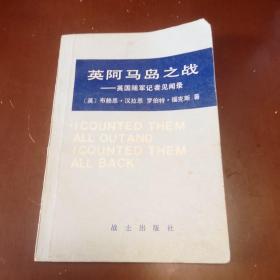 英阿马岛之战
——英国随军记者见闻录
〔英〕布赖恩·汉拉恩 罗伯特·福克斯 著
"I COUNTED THEM
ALL OUT AND
I COUNTED THEM
ALL BACK"
战士出版社